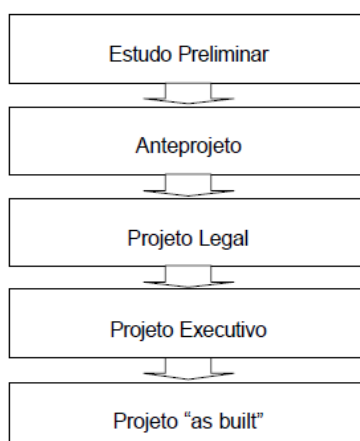 Estudo Preliminar
Anteprojeto
Projeto Legal
Projeto Executivo
Projeto “as built”